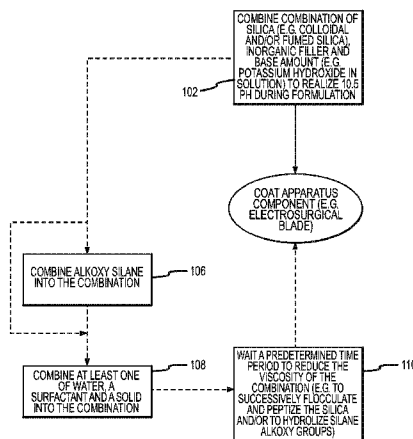 COMBINE COMBINATION OF
SILICA (E.G. COLLOIDAL
AND/OR FUMED SILICA),
INORGANIC FILLER AND
BASE AMOUNT (E.G.
POTASSIUM HYDROXIDE IN
SOLUTION) TO REALIZE 10.5
PH DURING FORMULATION
102
COAT APPARATUS
COMPONENT (E.G.
ELECTROSURGICAL
BLADE)
COMBINE ALKOXY SILANE
INTO THE COMBINATION
106
COMBINE AT LEAST ONE
OF WATER, A
SURFACTANT AND A SOLID
INTO THE COMBINATION
108
WAIT A PREDETERMINED TIME
PERIOD TO REDUCE THE
VISCOSITY OF THE
COMBINATION (E.G. TO
SUCCESSIVELY FLOCCULATE
AND PEPTIZE THE SILICA
AND/OR TO HYDROLIZE SILANE
ALKOXY GROUPS)
110